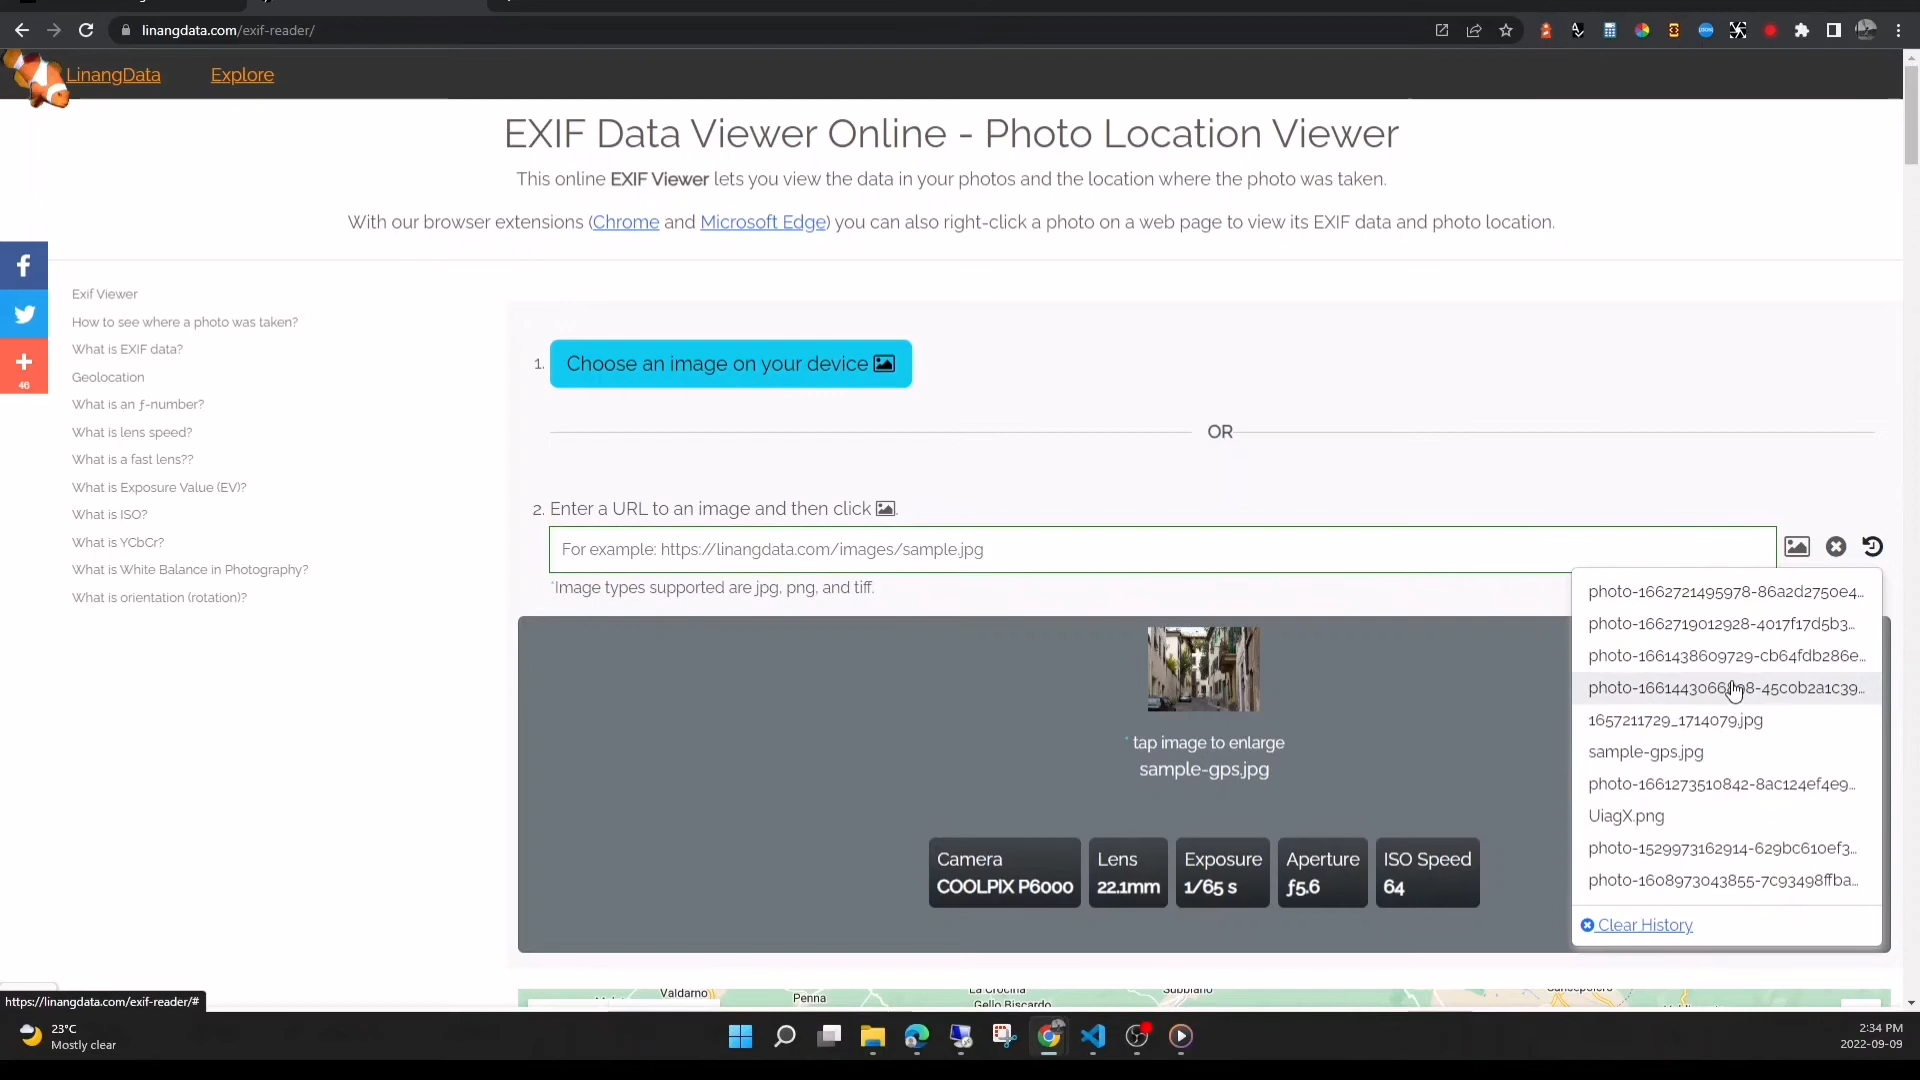 linangdata.com/exif-reader/
LinangData
Explore
EXIF Data Viewer Online - Photo Location Viewer
This online EXIF Viewer lets you view the data in your photos and the location where the photo was taken.
With our browser extensions (Chrome and Microsoft Edge) you can also right-click a photo on a web page to view its EXIF data and photo location.
46
Exif Viewer
How to see where a photo was taken?
What is EXIF data?
Geolocation
What is an ƒ-number?
What is lens speed?
What is a fast lens??
What is Exposure Value (EV)?
What is ISO?
What is YCbCr?
What is White Balance in Photography?
What is orientation (rotation)?
1. Choose an image on your device
OR
2. Enter a URL to an image and then click .
For example: https://linangdata.com/images/sample.jpg
*Image types supported are jpg, png, and tiff.
* tap image to enlarge
sample-gps.jpg
Camera
COOLPIX P6000
Lens
22.1mm
Exposure
1/65 s
Aperture
ƒ5.6
ISO Speed
64
photo-1662721495978-86a2d2750e4...
photo-1662719012928-4017f17d5b3...
photo-1661438609729-cb64fdb286e...
1657211729_1714079.jpg
sample-gps.jpg
photo-1661273510842-8ac124ef4e9...
UiagX.png
photo-1529973162914-629bc610ef3...
photo-1608973043855-7c93498ffba...
Clear History
Valdarno
Penna
La Crocina
Gello Biscardo
Subbiano
https://linangdata.com/exif-reader/#
23°C
Mostly clear
2:34 PM
2022-09-09